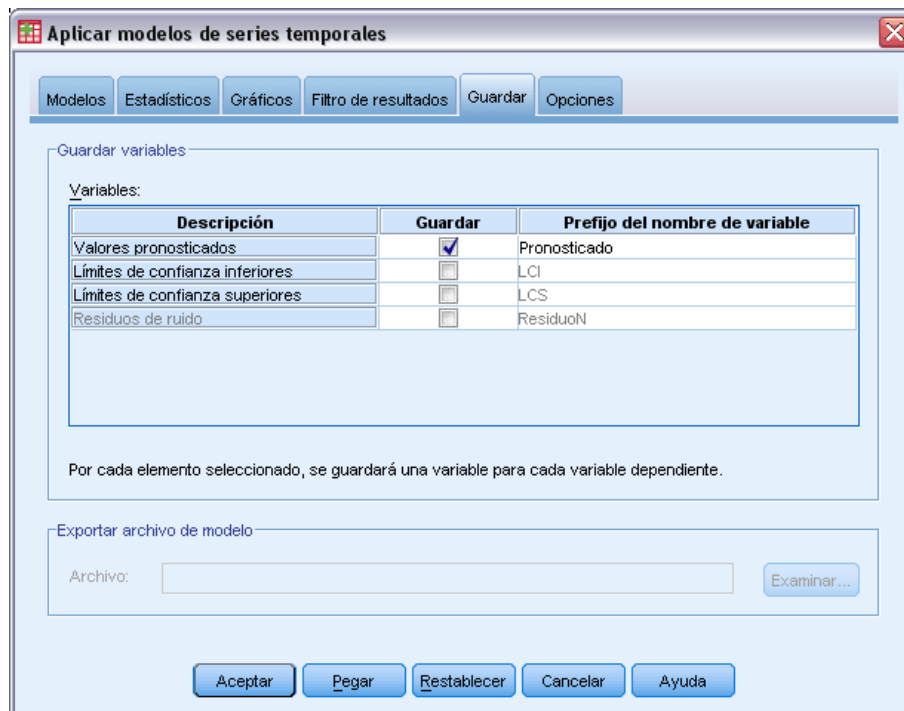 Aplicar modelos de series temporales
Modelos Estadísticos Gráficos Filtro de resultados Guardar Opciones
Guardar variables
Variables:
Descripción Guardar Prefijo del nombre de variable
Valores pronosticados Pronosticado
Límites de confianza inferiores LCI
Límites de confianza superiores LCS
Residuos de ruido ResiduoN
Por cada elemento seleccionado, se guardará una variable para cada variable dependiente.
Exportar archivo de modelo
Archivo: Examinar...
Aceptar Pegar Restablecer Cancelar Ayuda